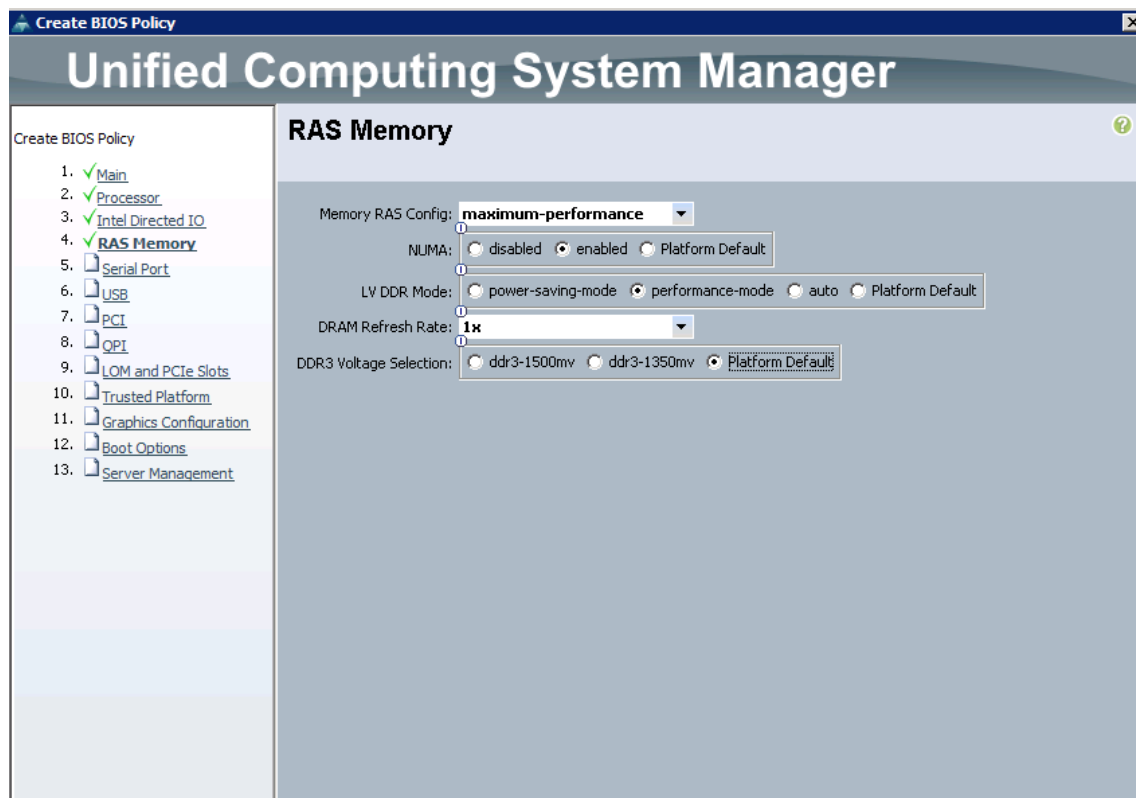 Create BIOS Policy
Unified Computing System Manager
Create BIOS Policy
1. Main
2. Processor
3. Intel Directed IO
4. RAS Memory
5. Serial Port
6. USB
7. PCI
8. QPI
9. LOM and PCIe Slots
10. Trusted Platform
11. Graphics Configuration
12. Boot Options
13. Server Management
RAS Memory
Memory RAS Config: maximum-performance
NUMA: disabled enabled Platform Default
LV DDR Mode: power-saving-mode performance-mode auto Platform Default
DRAM Refresh Rate: 1x
DDR3 Voltage Selection: ddr3-1500mv ddr3-1350mv Platform Default